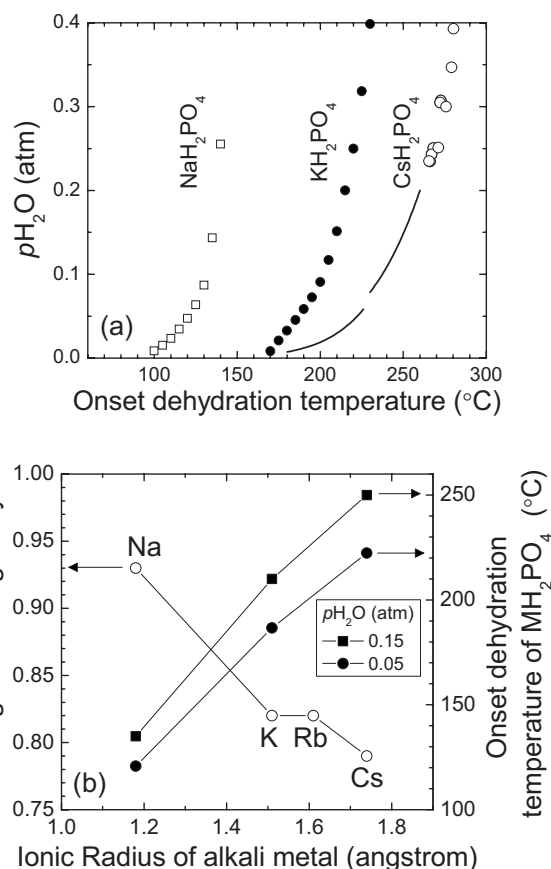 0.4
0.3
0.2
0.1
0.0
pH₂O (atm)
NaH₂PO₄
KH₂PO₄
CsH₂PO₄
(a)
100 150 200 250 300
Onset dehydration temperature (°C)
1.00
0.95
0.90
0.85
0.80
0.75
250
200
150
100
Na
K
Rb
Cs
pH₂O (atm)
0.15
0.05
(b)
Onset dehydration
temperature of MH₂PO₄ (°C)
1.0 1.2 1.4 1.6 1.8
Ionic Radius of alkali metal (angstrom)